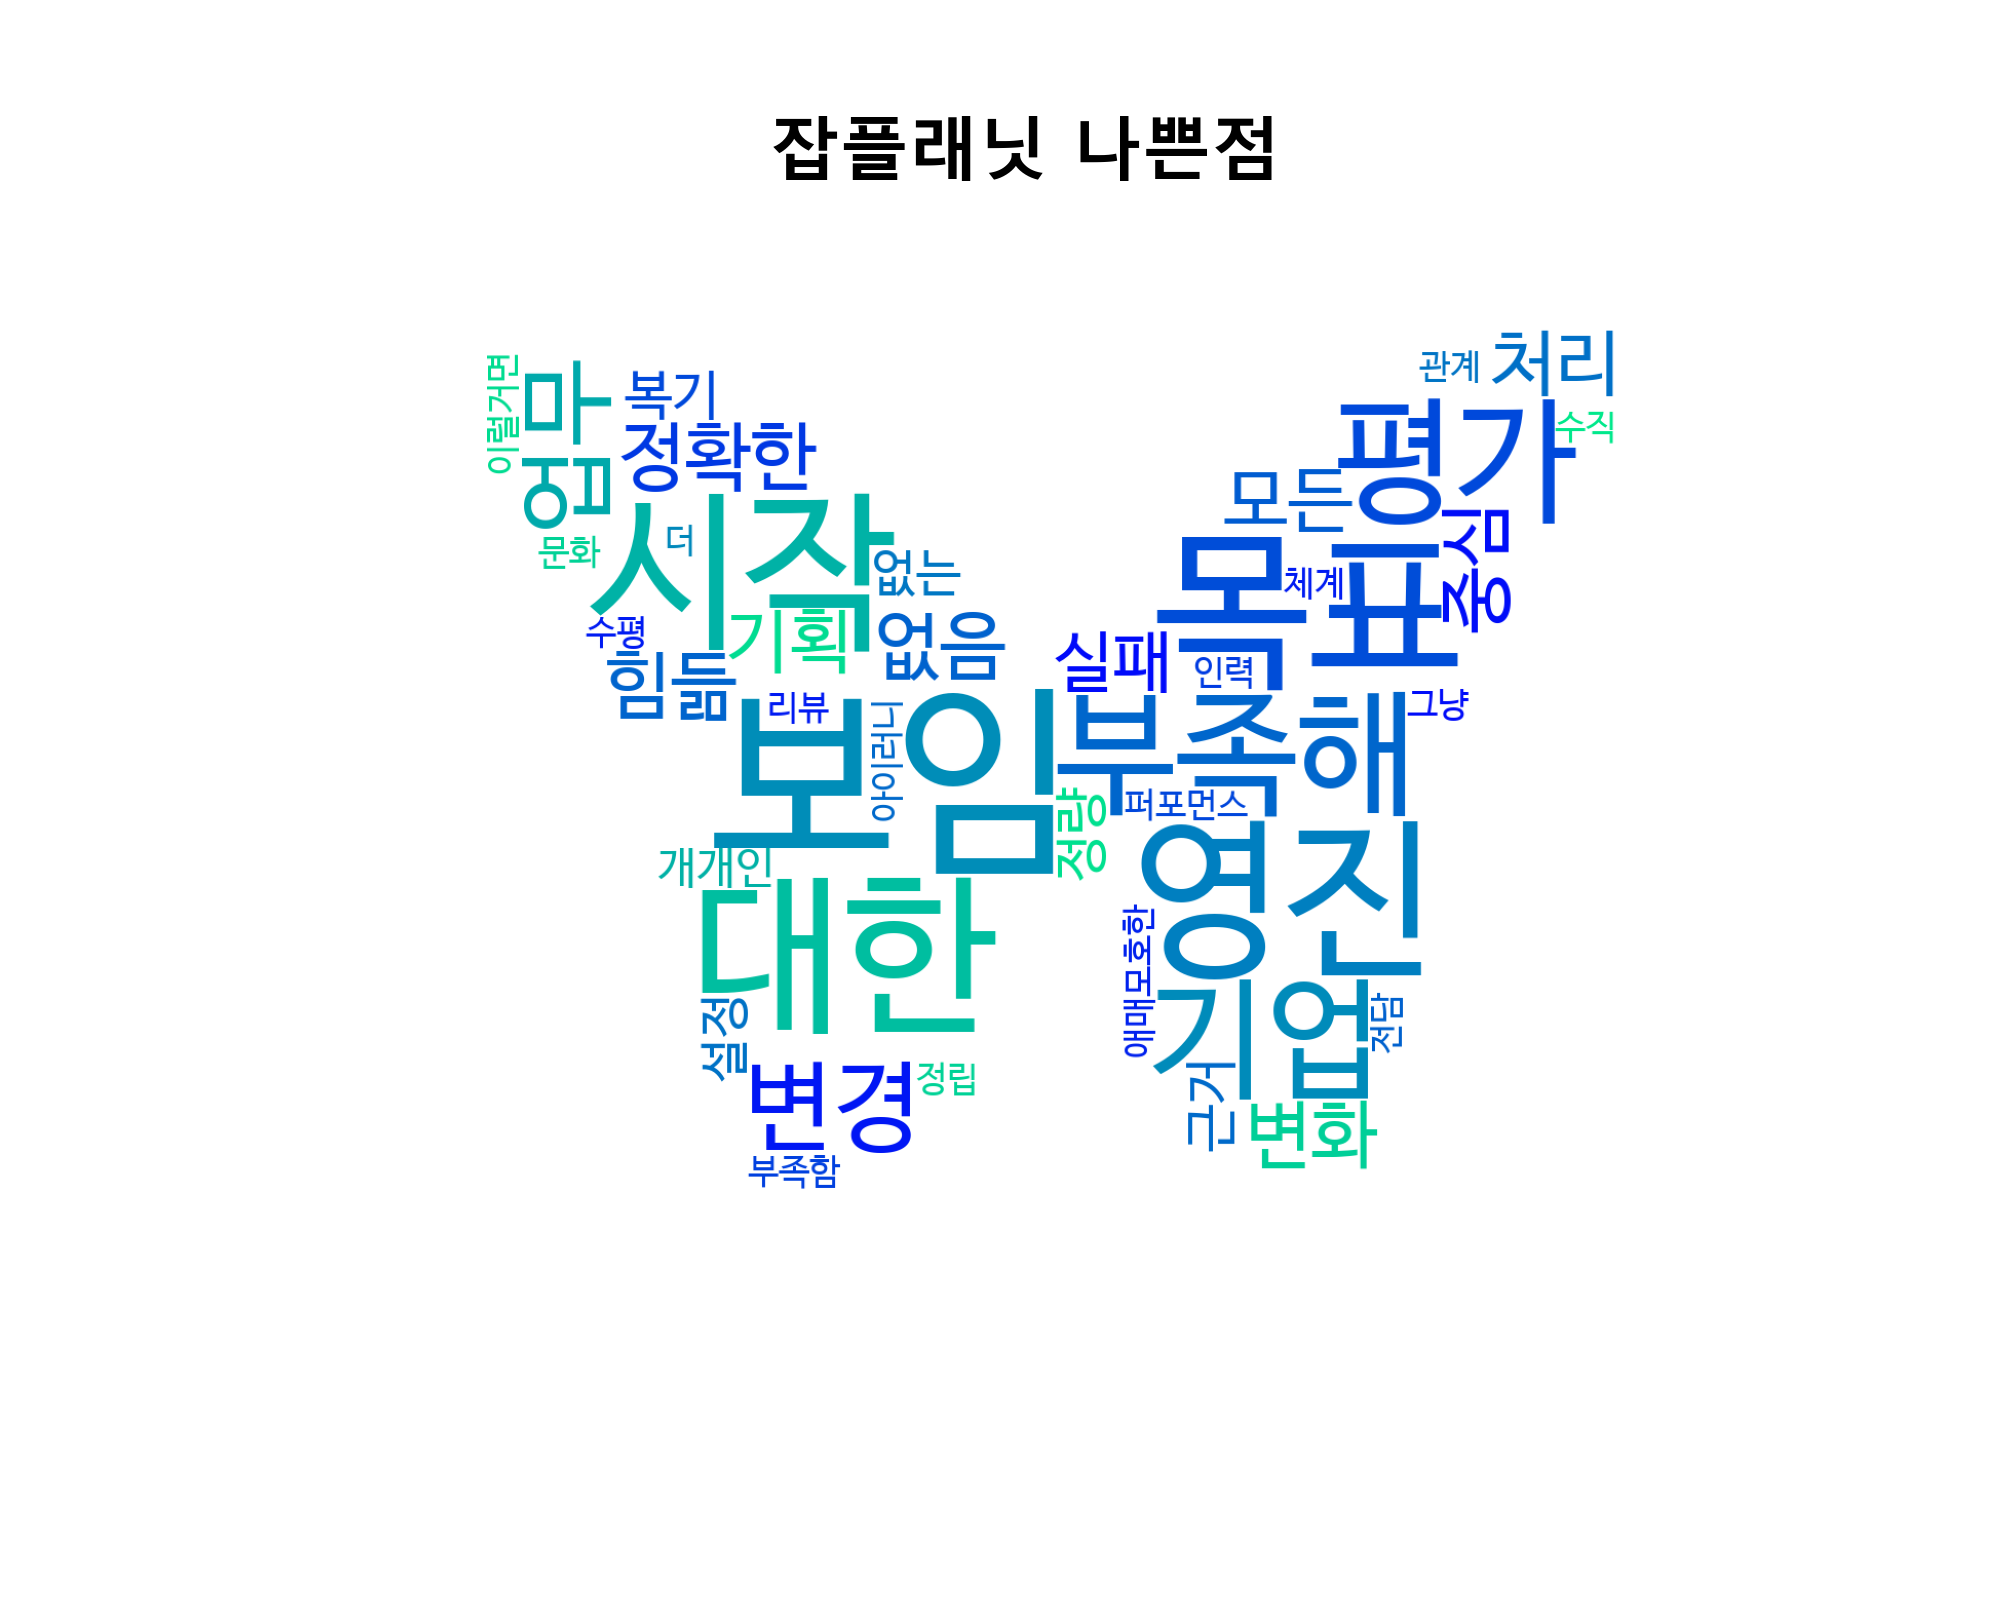 잡플래닛 나쁜점
처리
관계
이럴거면
엄마
복기
평가
수직
정확한
모든
시작
중심
더
문화
목표
없는
체계
기획
없음
수평
실패
힘듦
인력
보임
리뷰
부족해
그냥
아이러니
정량
퍼포먼스
영진
개개인
대한
애매모호한
기업
전담
설정
변경
정립
근거
변화
부족함